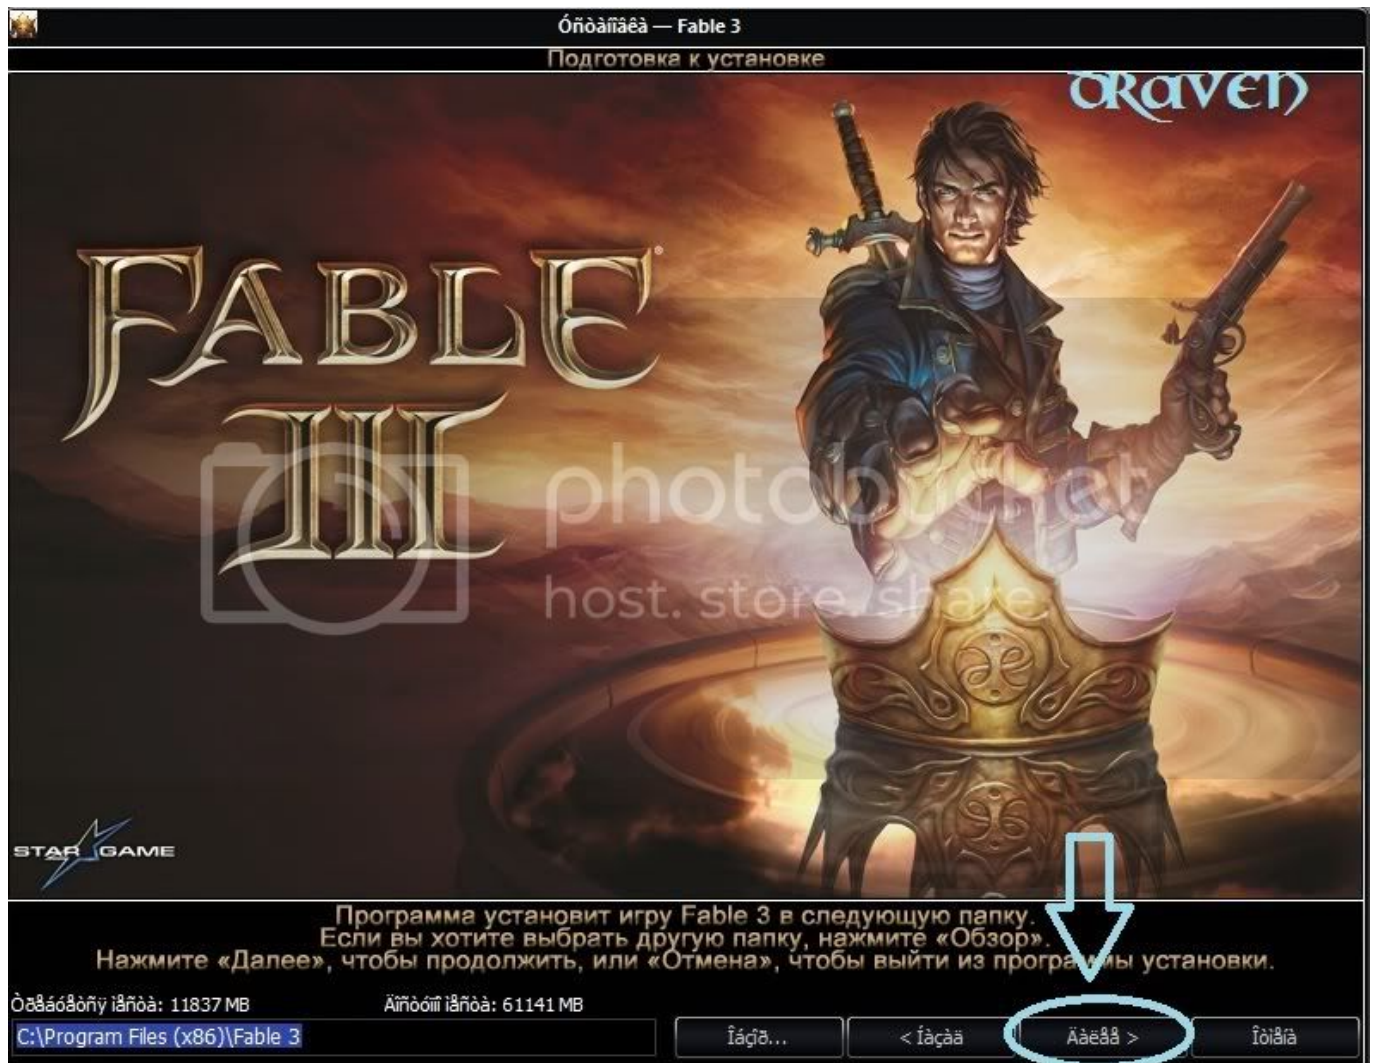 Óñòàíîâêà — Fable 3
Подготовка к установке
DRAVEN
FABLE®
III
photobucket
host. store. share.
STAR GAME
Программа установит игру Fable 3 в следующую папку.
Если вы хотите выбрать другую папку, нажмите «Обзор».
Нажмите «Далее», чтобы продолжить, или «Отмена», чтобы выйти из программы установки.
Òðåáóåòñÿ ìåñòà: 11837 MB Äîñòóïíî ìåñòà: 61141 MB
C:\Program Files (x86)\Fable 3 Îáçîð... < Íàçàä Äàëåå > Îòìåíà